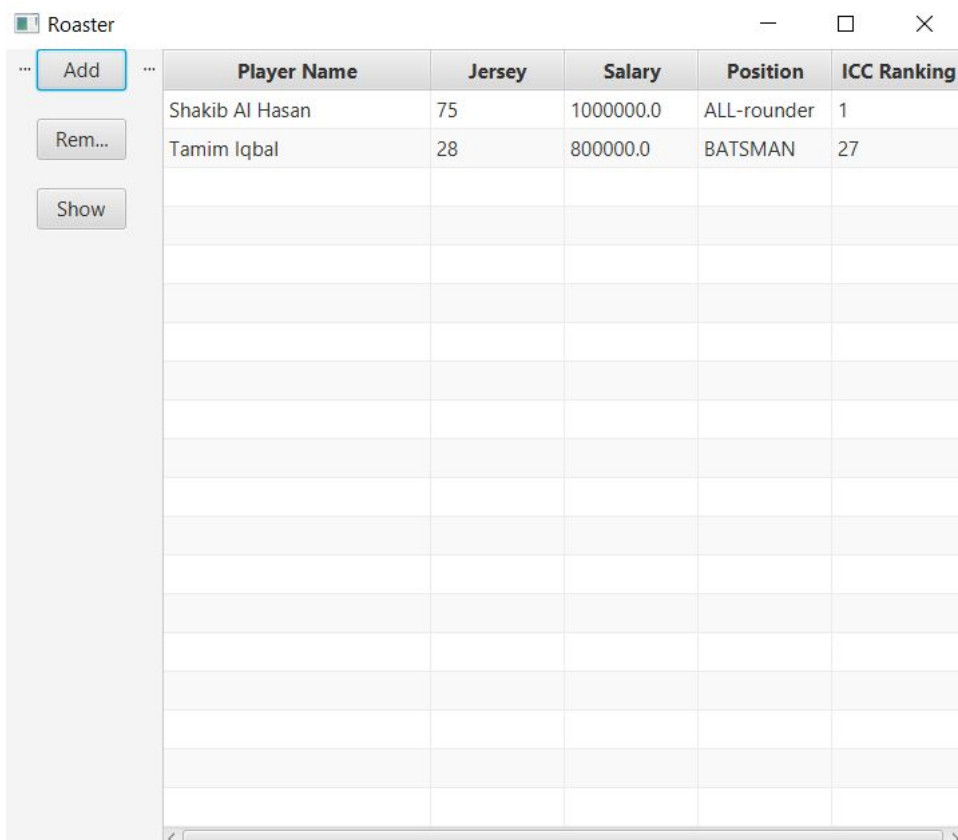 Roaster
... Add ... Player Name Jersey Salary Position ICC Ranking
Shakib Al Hasan 75 1000000.0 ALL-rounder 1
Rem...
Tamim Iqbal 28 800000.0 BATSMAN 27
Show